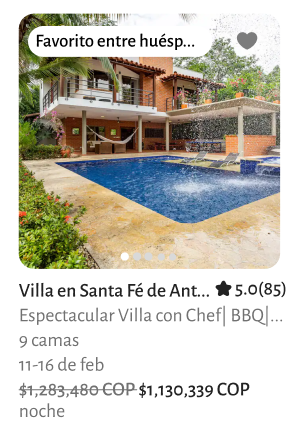 Favorito entre huésp...
Villa en Santa Fé de Ant... 5.0(85)
Espectacular Villa con Chef| BBQ|...
9 camas
11-16 de feb
$1,283,480 COP $1,130,339 COP
noche